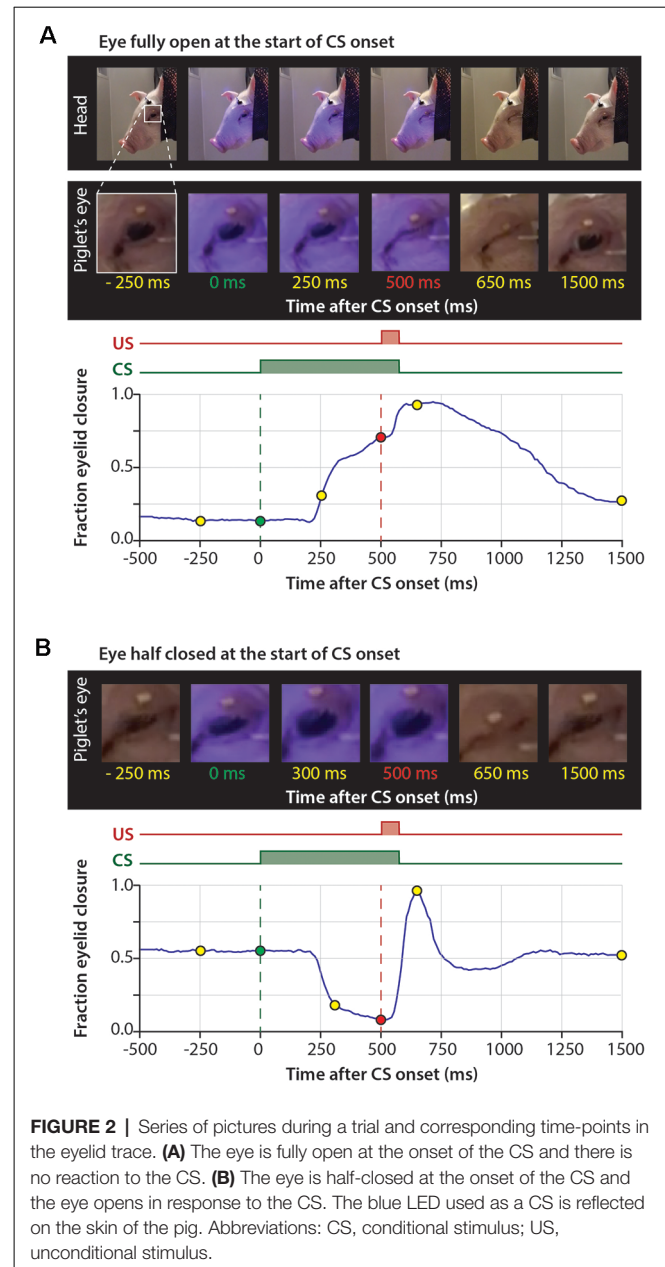 A
Eye fully open at the start of CS onset
Head
Piglet's eye
- 250 ms 0 ms 250 ms 500 ms 650 ms 1500 ms
Time after CS onset (ms)
US
CS
Fraction eyelid closure
1.0
0.5
0.0
-500 -250 0 250 500 750 1000 1250 1500
Time after CS onset (ms)
B
Eye half closed at the start of CS onset
Piglet's eye
- 250 ms 0 ms 300 ms 500 ms 650 ms 1500 ms
Time after CS onset (ms)
US
CS
Fraction eyelid closure
1.0
0.5
0.0
-500 -250 0 250 500 750 1000 1250 1500
Time after CS onset (ms)
FIGURE 2 | Series of pictures during a trial and corresponding time-points in
the eyelid trace. (A) The eye is fully open at the onset of the CS and there is
no reaction to the CS. (B) The eye is half-closed at the onset of the CS and
the eye opens in response to the CS. The blue LED used as a CS is reflected
on the skin of the pig. Abbreviations: CS, conditional stimulus; US,
unconditional stimulus.